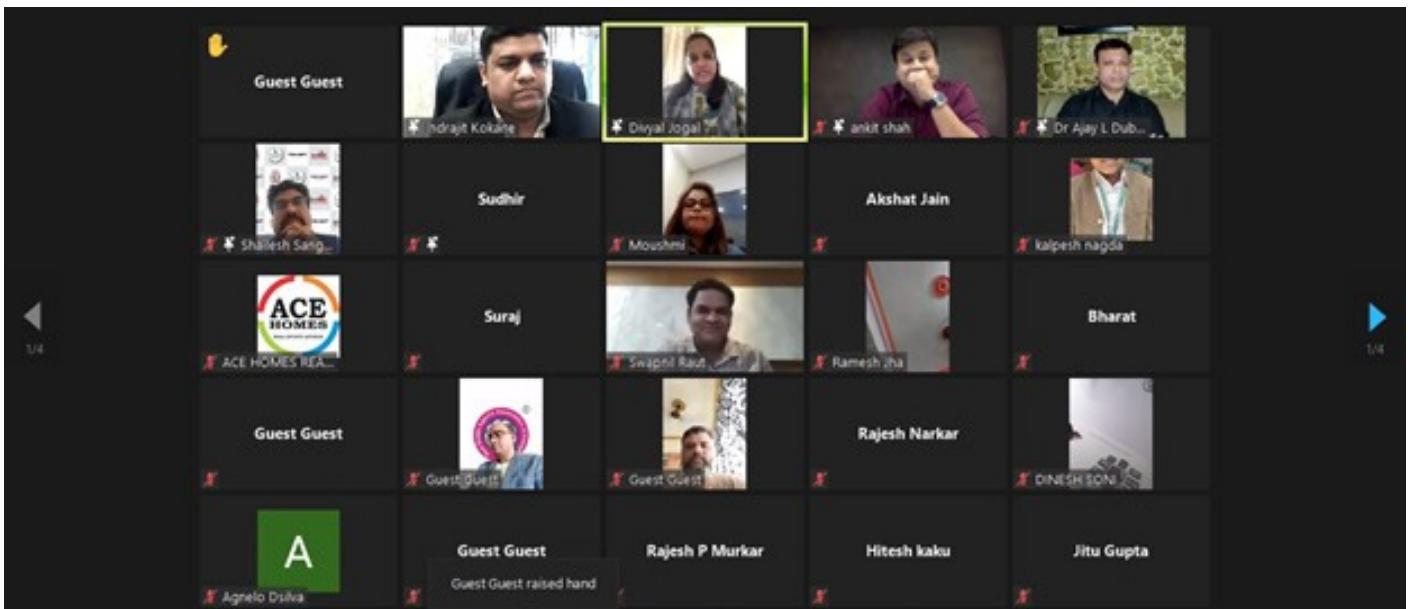 Guest Guest
ndrajit Kokane
Divyal Jogal
ankit shah
Dr Ajay L Dub...
Shailesh Sang...
Sudhir
Moushmi
Akshat Jain
kalpesh nagda
ACE
HOMES
ACE HOMES REA...
Suraj
Swapnil Raut
Ramesh Jha
Bharat
Guest Guest
Guest Guest
Guest Guest
Rajesh Narkar
DINESH SONI
A
Agnelo Dsilva
Guest Guest
Guest Guest raised hand
Rajesh P Murkar
Hitesh kaku
Jitu Gupta
1/4
1/4